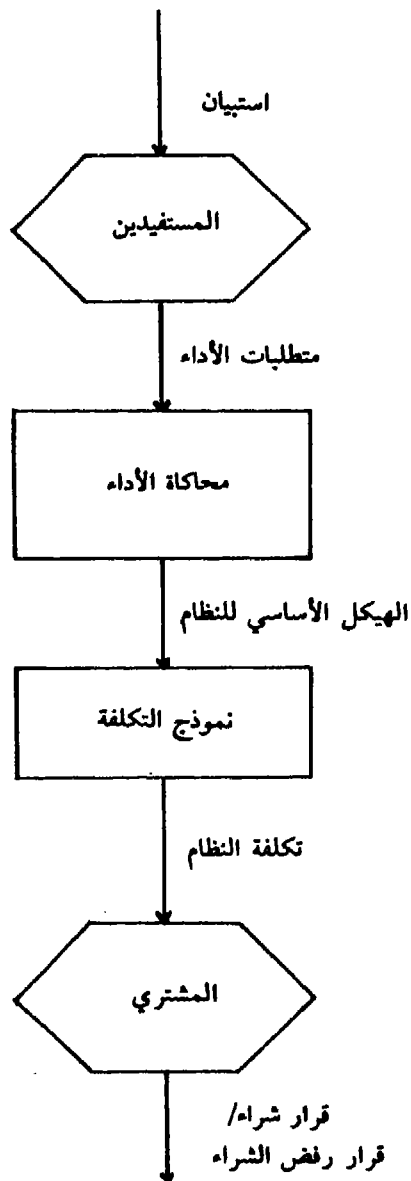 استبيان
المستفيدين
متطلبات الأداء
محاكاة الأداء
الهيكل الأساسي للنظام
نموذج التكلفة
تكلفة النظام
المشتري
قرار شراء/
قرار رفض الشراء